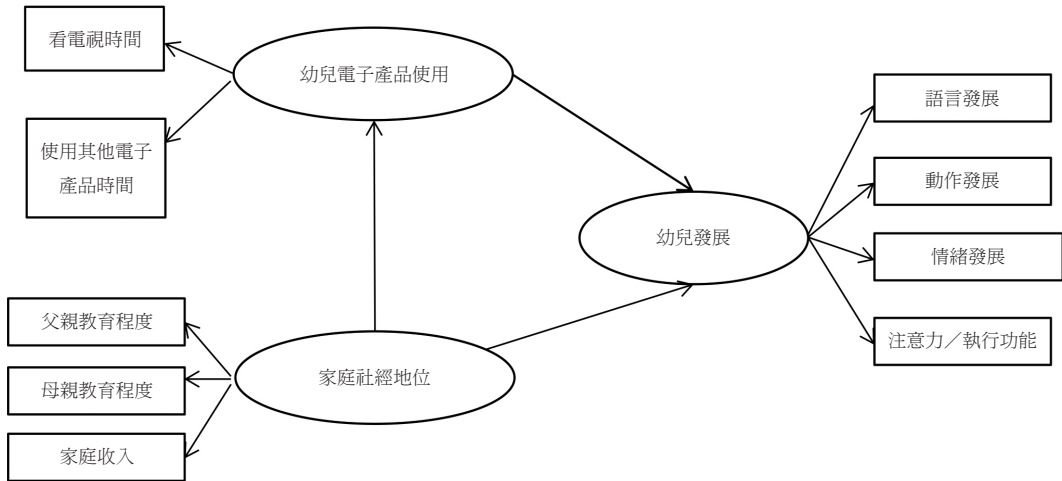 看電視時間
幼兒電子產品使用
使用其他電子
產品時間
幼兒發展
語言發展
動作發展
情緒發展
注意力／執行功能
父親教育程度
母親教育程度
家庭收入
家庭社經地位